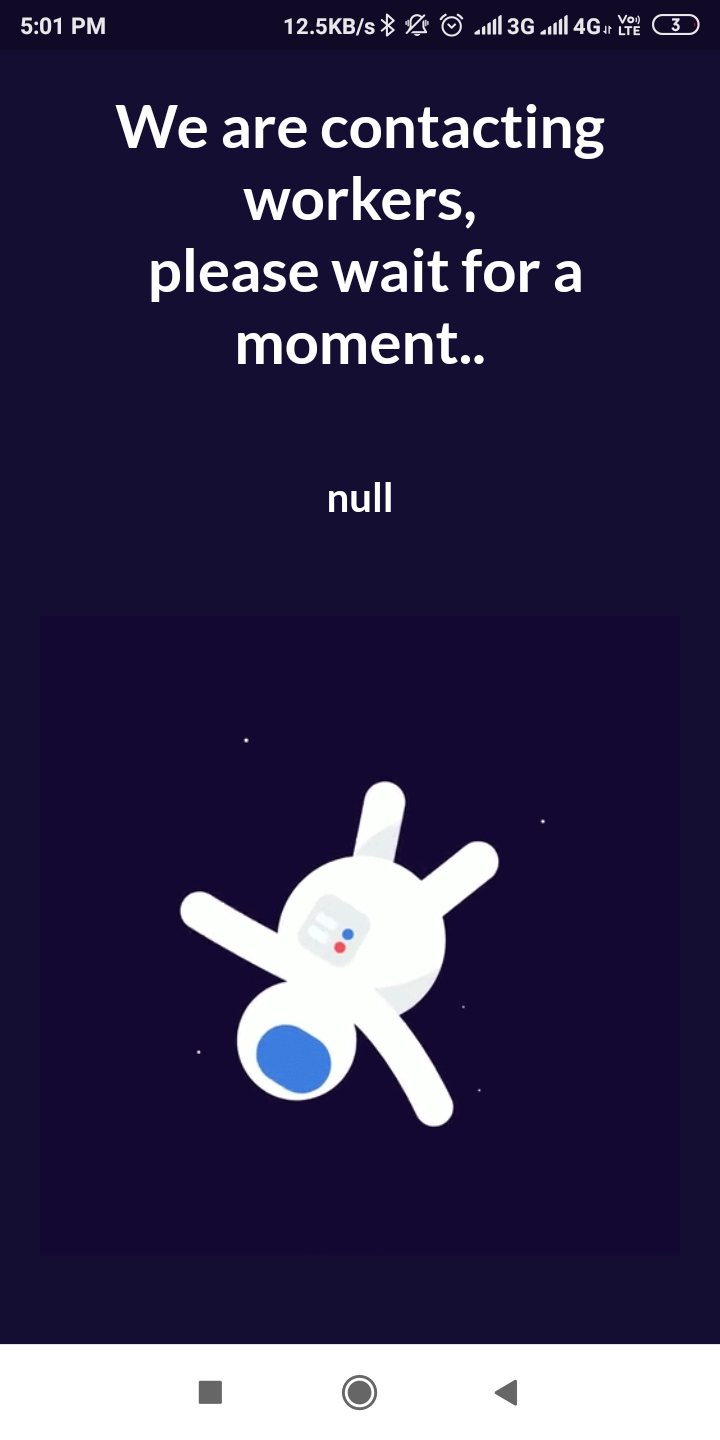 5:01 PM 12.5KB/s 3G 4G Vo) LTE 3
We are contacting
workers,
please wait for a
moment..
null